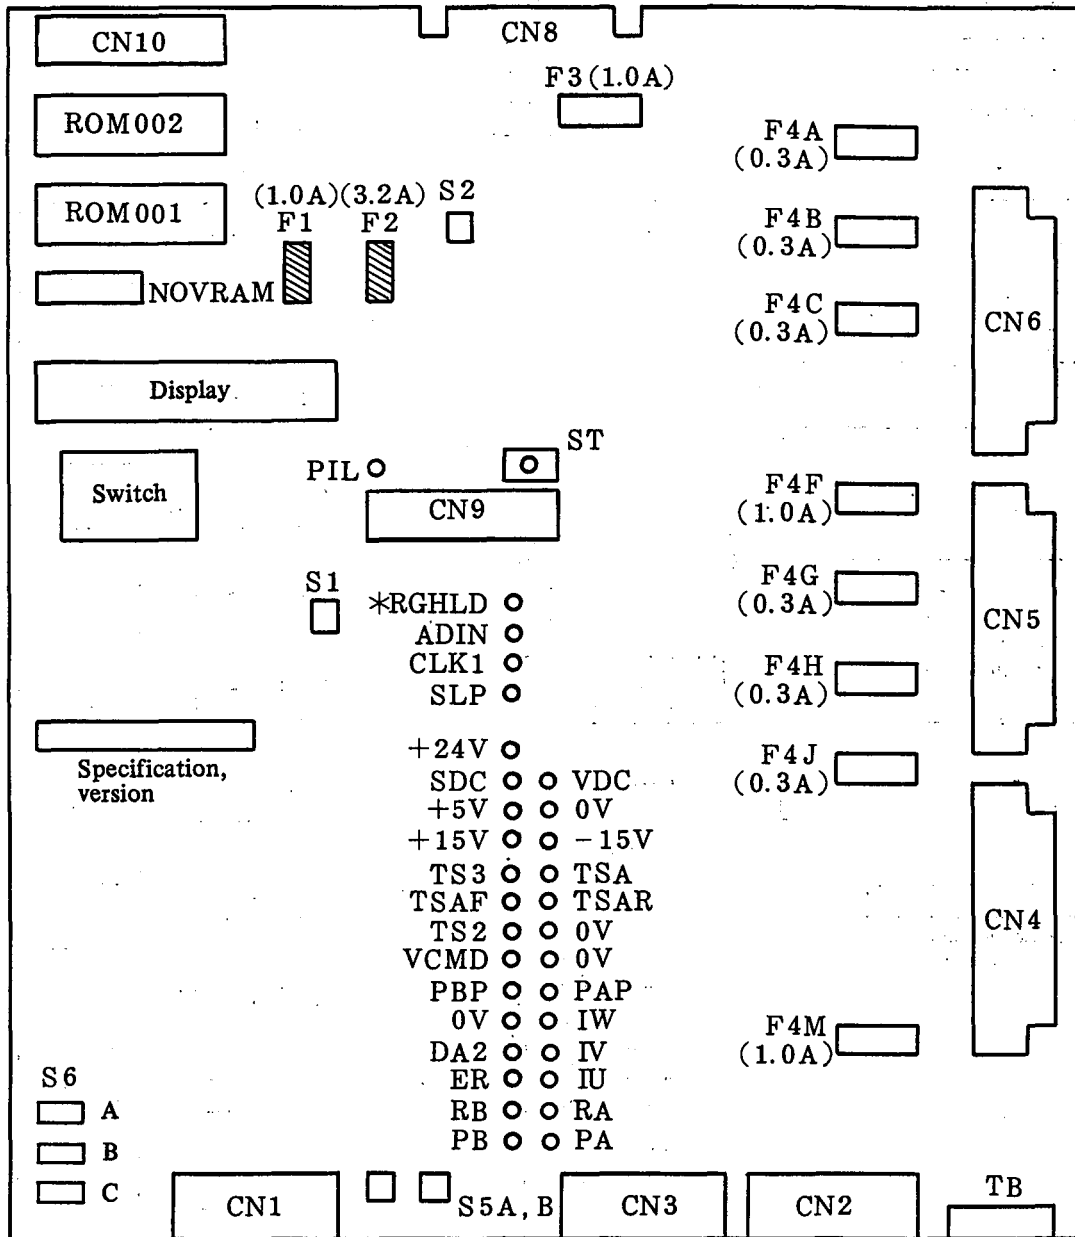 CN10
CN8
F3(1.0A)
ROM002
F4A
(0.3A)
ROM001
(1.0A)(3.2A) S2
F1 F2
F4B
(0.3A)
NOVRAM
F4C
(0.3A)
CN6
Display
ST
PIL
Switch
CN9
F4F
(1.0A)
S1
*RGHLD
F4G
(0.3A)
ADIN
CN5
CLK1
SLP
F4H
(0.3A)
Specification,
version
+24V
F4J
(0.3A)
SDC VDC
+5V 0V
+15V -15V
TS3 TSA
TSAF TSAR
TS2 0V
CN4
VCMD 0V
PBP PAP
0V IW
F4M
(1.0A)
DA2 IV
S6
ER IU
A
RB RA
B
PB PA
C
CN1
S5A, B
CN3
CN2
TB